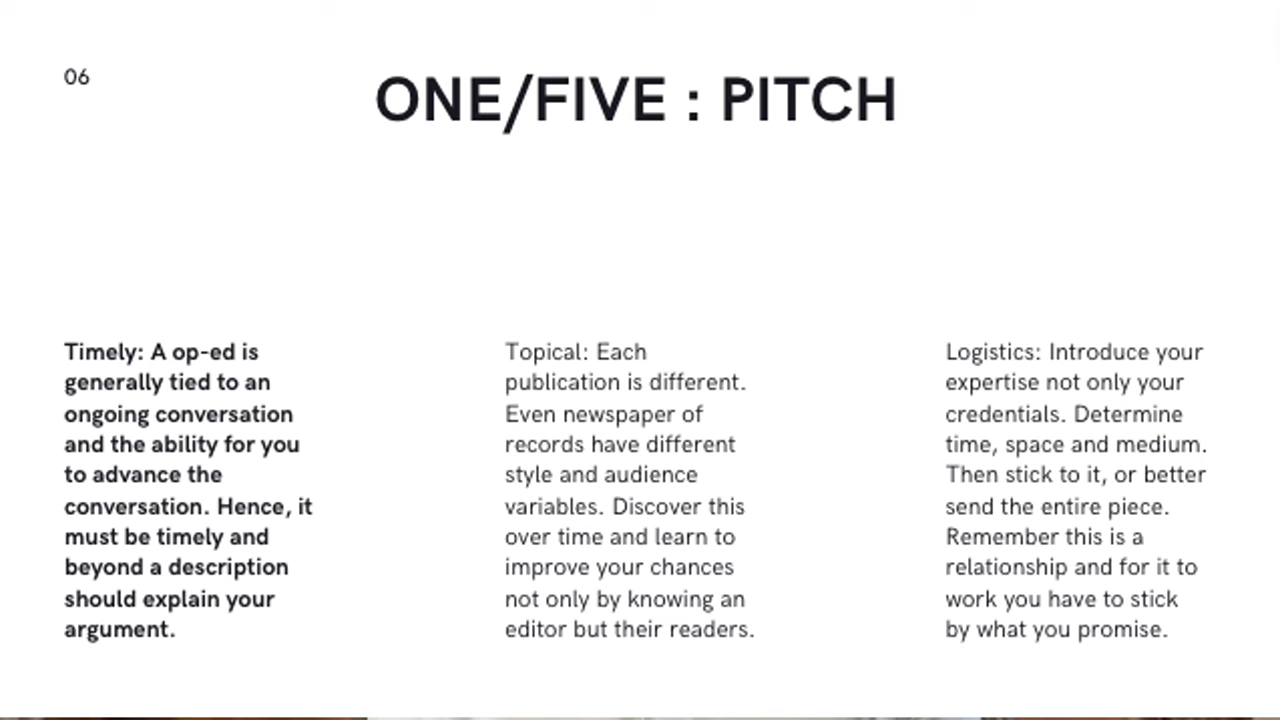 06
ONE/FIVE : PITCH
Timely: A op-ed is
generally tied to an
ongoing conversation
and the ability for you
to advance the
conversation. Hence, it
must be timely and
beyond a description
should explain your
argument.
Topical: Each
publication is different.
Even newspaper of
records have different
style and audience
variables. Discover this
over time and learn to
improve your chances
not only by knowing an
editor but their readers.
Logistics: Introduce your
expertise not only your
credentials. Determine
time, space and medium.
Then stick to it, or better
send the entire piece.
Remember this is a
relationship and for it to
work you have to stick
by what you promise.